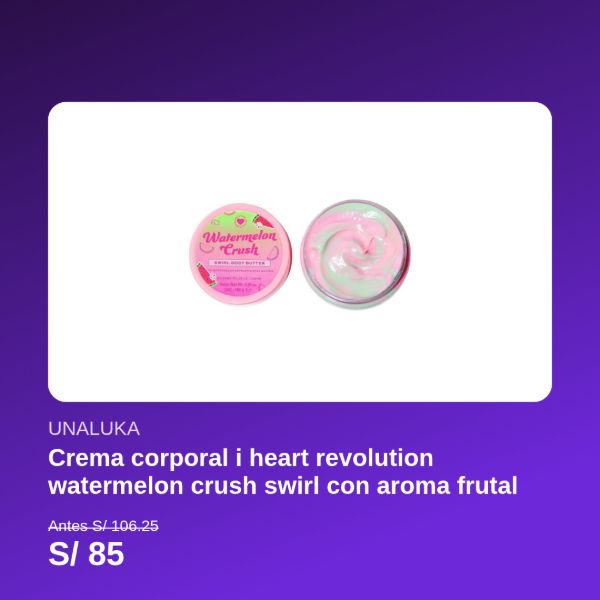 Watermelon
Crush
SWIRL BODY BUTTER
UNALUKA
Crema corporal i heart revolution
watermelon crush swirl con aroma frutal
Antes S/ 106.25
S/ 85